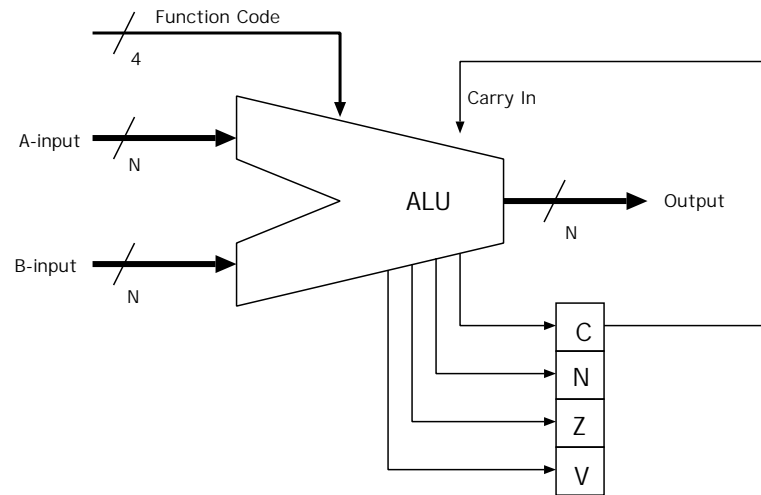 Function Code
4
Carry In
A-input
N
ALU
Output
N
B-input
N
C
N
Z
V